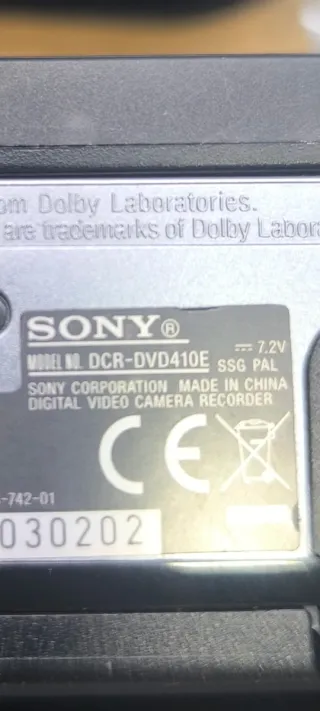 om Dolby Laboratories.
are trademarks of Dolby Labora
SONY®
7.2V
MODEL NO. DCR-DVD410E SSG PAL
SONY CORPORATION MADE IN CHINA
DIGITAL VIDEO CAMERA RECORDER
CE
-742-01
030202